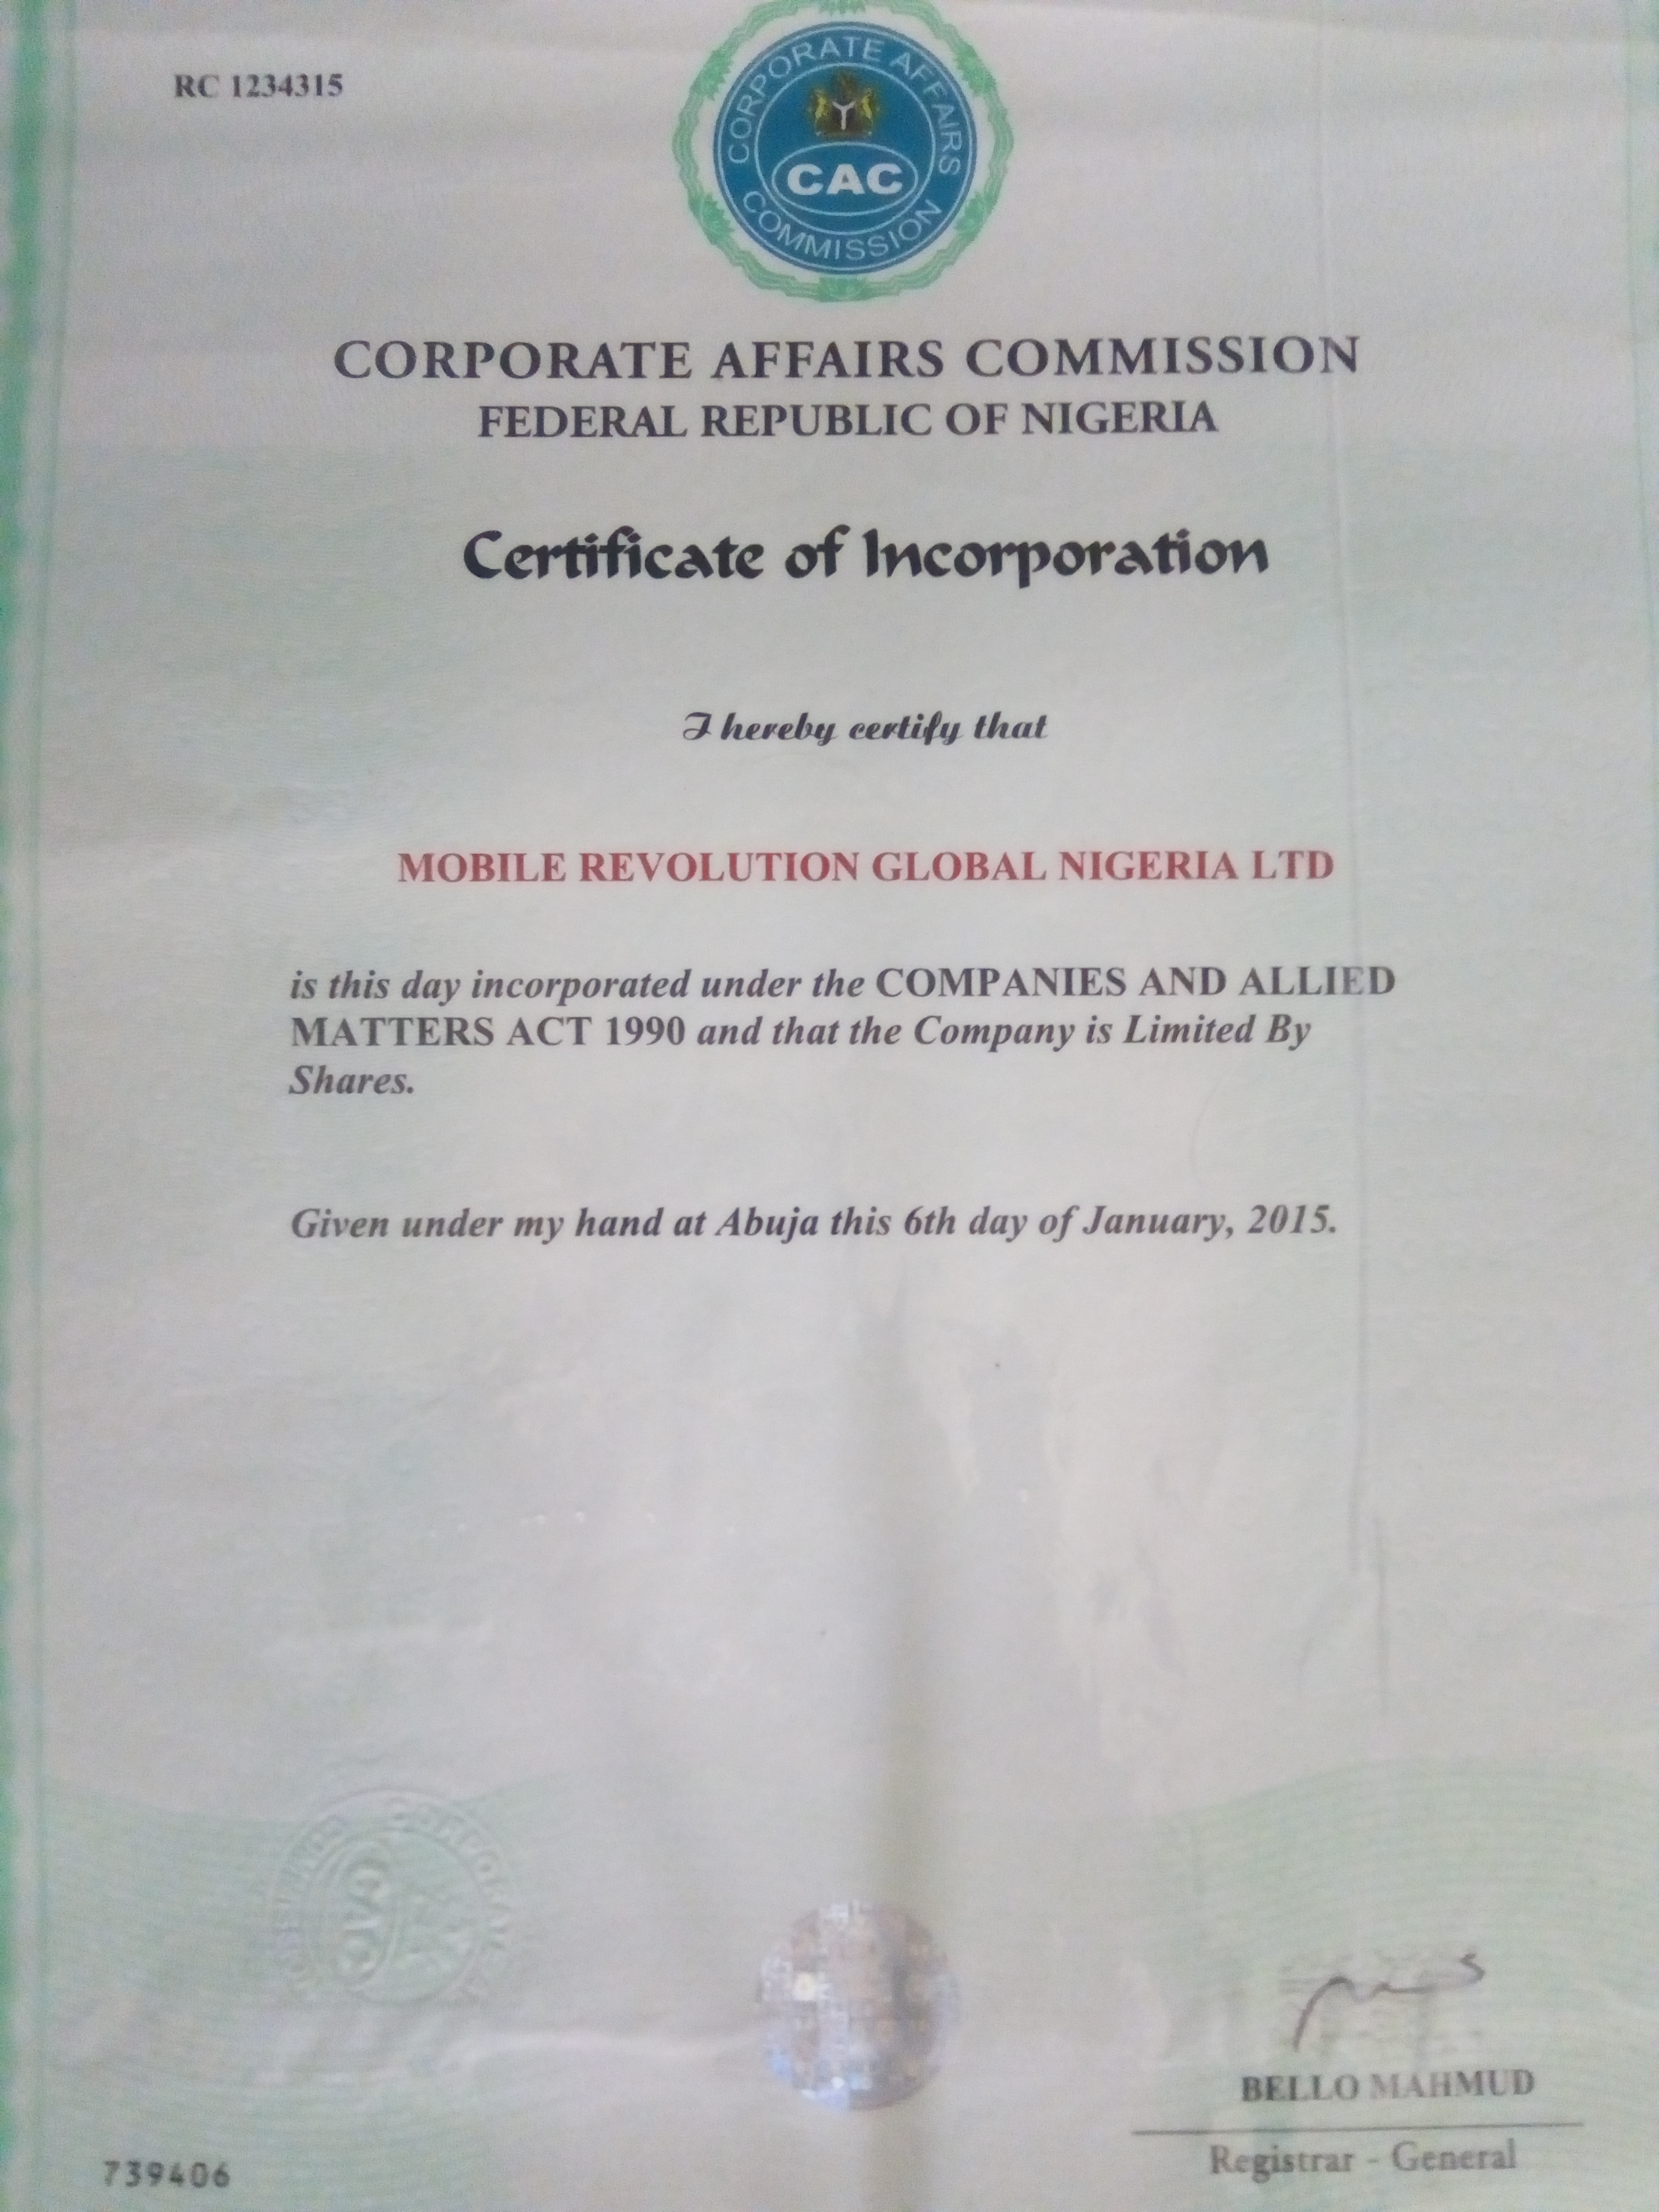 RC 1234315
CORPORATE AFFAIRS COMMISSION
CAC
CORPORATE AFFAIRS COMMISSION
FEDERAL REPUBLIC OF NIGERIA
Certificate of Incorporation
I hereby certify that
MOBILE REVOLUTION GLOBAL NIGERIA LTD
is this day incorporated under the COMPANIES AND ALLIED
MATTERS ACT 1990 and that the Company is Limited By
Shares.
Given under my hand at Abuja this 6th day of January, 2015.
CAC
BELLO MAHMUD
Registrar - General
739406